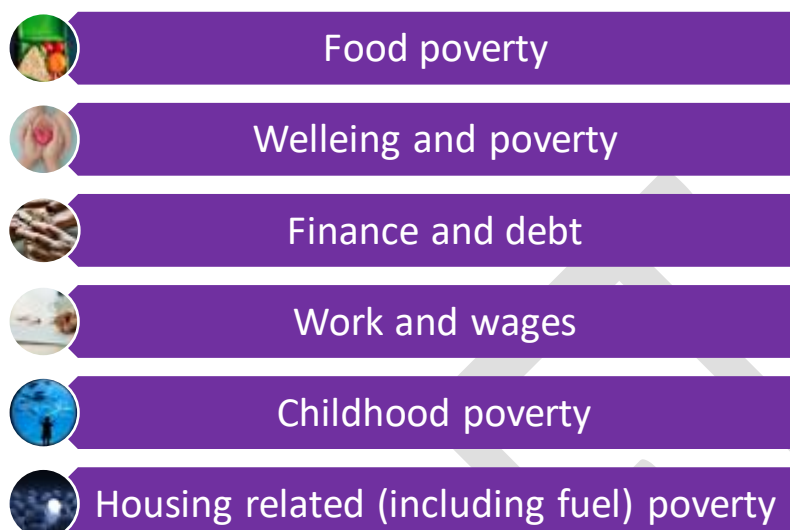 Food poverty
Welleing and poverty
Finance and debt
Work and wages
Childhood poverty
Housing related (including fuel) poverty